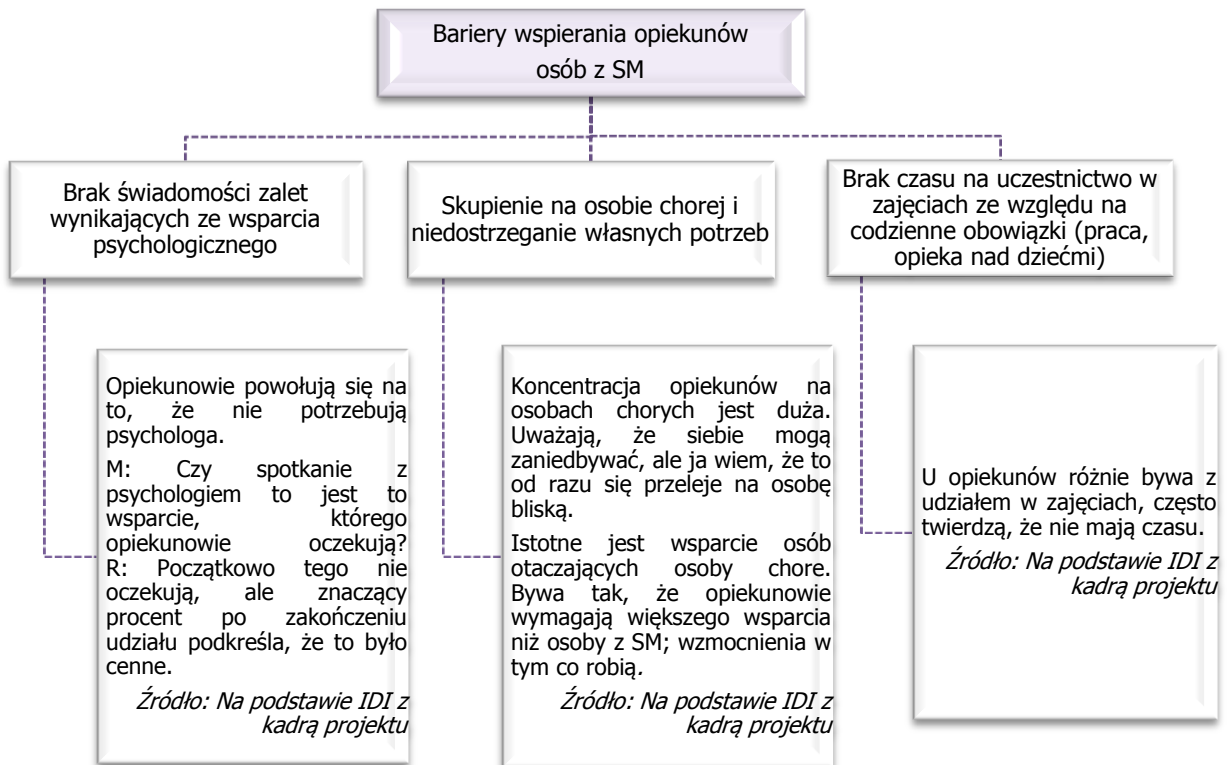 Bariery wspierania opiekunów
osób z SM
Brak świadomości zalet
wynikających ze wsparcia
psychologicznego
Skupienie na osobie chorej i
niedostrzeganie własnych potrzeb
Brak czasu na uczestnictwo w
zajęciach ze względu na
codzienne obowiązki (praca,
opieka nad dziećmi)
Opiekunowie powołują się na
to, że nie potrzebują
psychologa.
M: Czy spotkanie z
psychologiem to jest to
wsparcie, którego
opiekunowie oczekują?
R: Początkowo tego nie
oczekują, ale znaczący
procent po zakończeniu
udziału podkreśla, że to było
cenne.
Źródło: Na podstawie IDI z
kadrą projektu
Koncentracja opiekunów na
osobach chorych jest duża.
Uważają, że siebie mogą
zaniedbywać, ale ja wiem, że to
od razu się przeleje na osobę
bliską.
Istotne jest wsparcie osób
otaczających osoby chore.
Bywa tak, że opiekunowie
wymagają większego wsparcia
niż osoby z SM; wzmocnienia w
tym co robią.
Źródło: Na podstawie IDI z
kadrą projektu
U opiekunów różnie bywa z
udziałem w zajęciach, często
twierdzą, że nie mają czasu.
Źródło: Na podstawie IDI z
kadrą projektu